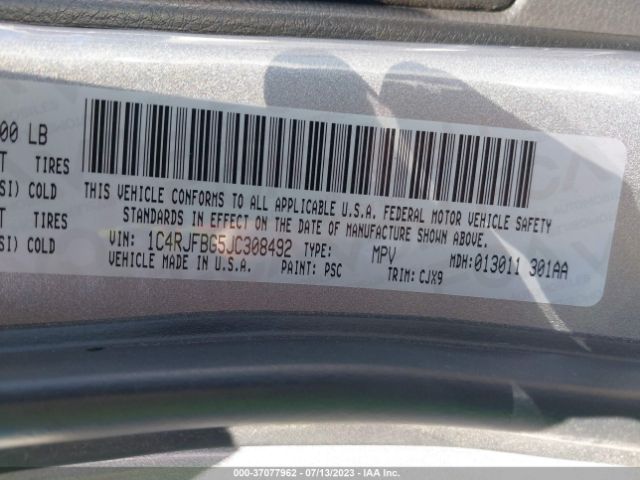 00 LB
T TIRES
SI) COLD
T TIRES
SI) COLD
THIS VEHICLE CONFORMS TO ALL APPLICABLE U.S.A. FEDERAL MOTOR VEHICLE SAFETY
STANDARDS IN EFFECT ON THE DATE OF MANUFACTURE SHOWN ABOVE.
VIN: 1C4RJFBG5JC308492 TYPE: MPV MDH:013011 301AA
VEHICLE MADE IN U.S.A. PAINT: PSC TRIM: CJX9
000-37077962 - 07/13/2023 - IAA Inc.